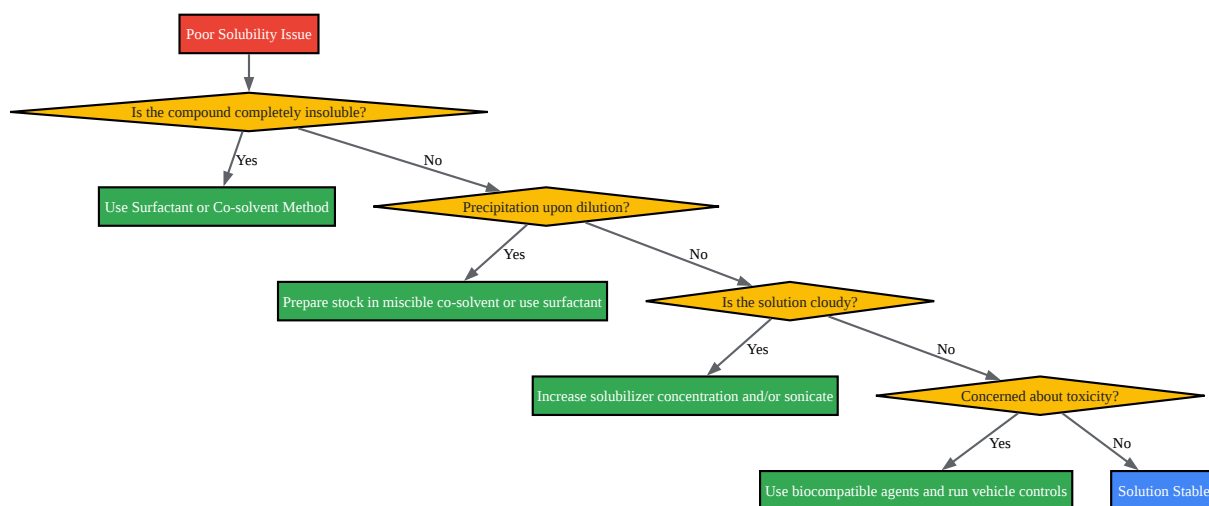 Poor Solubility Issue
Is the compound completely insoluble?
Yes
No
Use Surfactant or Co-solvent Method
Precipitation upon dilution?
Yes
No
Prepare stock in miscible co-solvent or use surfactant
Is the solution cloudy?
Yes
No
Increase solubilizer concentration and/or sonicate
Concerned about toxicity?
Yes
No
Use biocompatible agents and run vehicle controls
Solution Stable